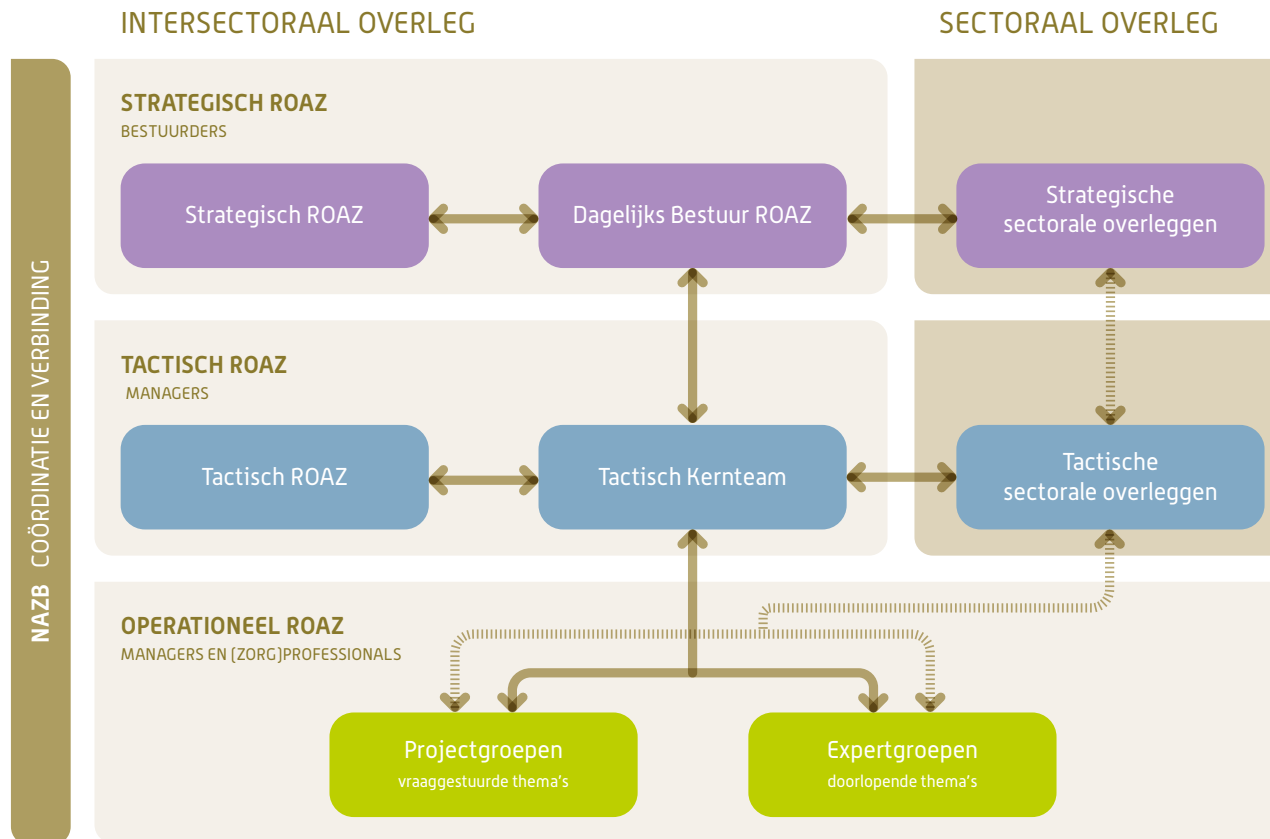 INTERSECTORAAL OVERLEG
SECTORAAL OVERLEG
NAZB COÖRDINATIE EN VERBINDING
STRATEGISCH ROAZ
BESTUURDERS
Strategisch ROAZ
Dagelijks Bestuur ROAZ
Strategische
sectorale overleggen
TACTISCH ROAZ
MANAGERS
Tactisch ROAZ
Tactisch Kernteam
Tactische
sectorale overleggen
OPERATIONEEL ROAZ
MANAGERS EN (ZORG)PROFESSIONALS
Projectgroepen
vraaggestuurde thema's
Expertgroepen
doorlopende thema's